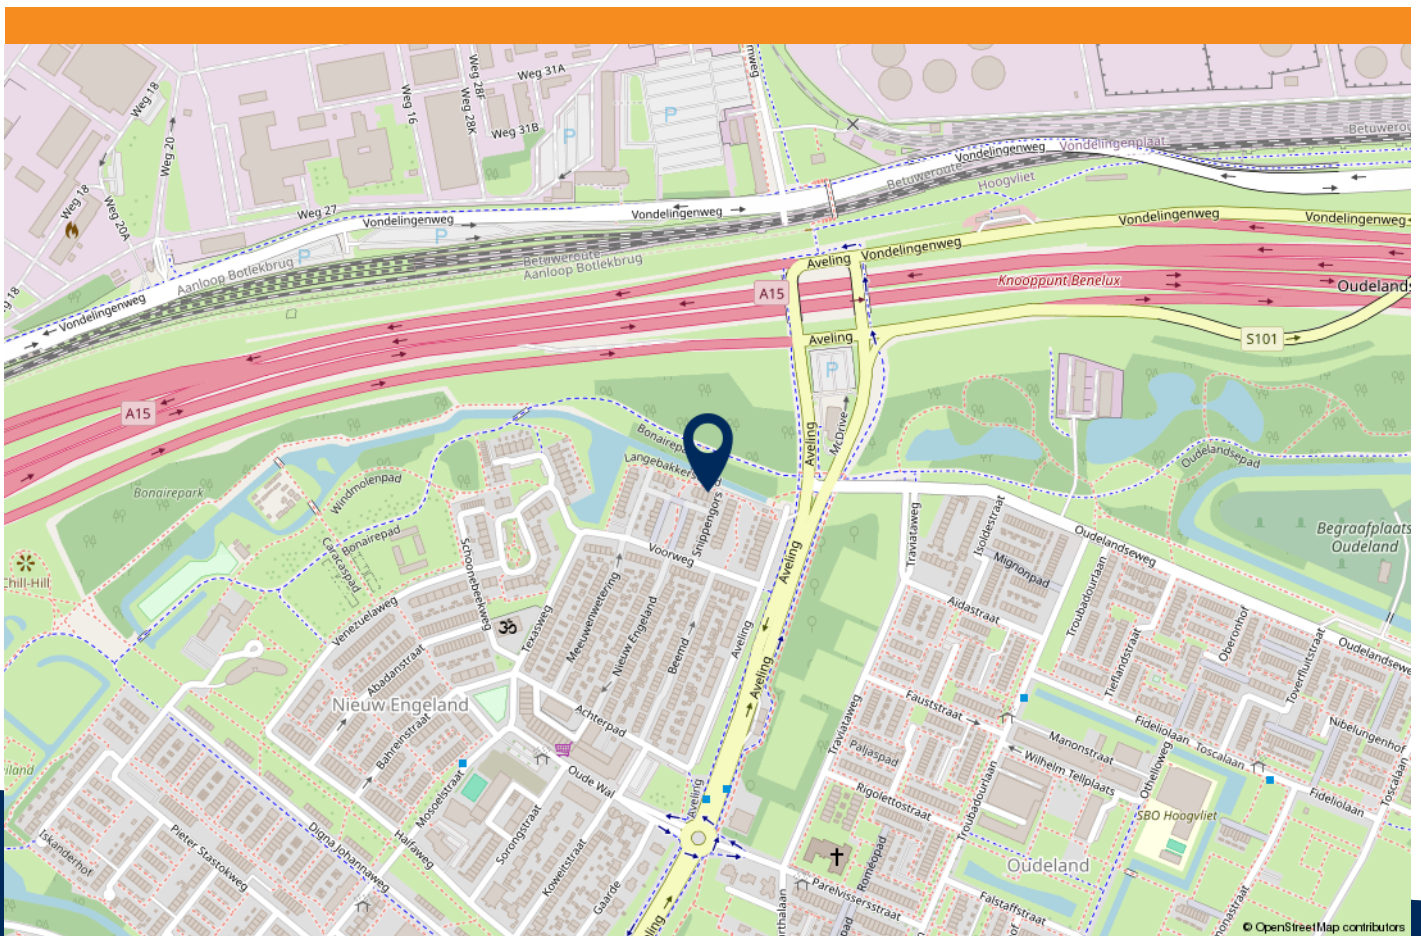 Weg 31A
Weg 18
Weg 28F
Weg 16
Weg 28K
Weg 31B
P
P
Weg 20
Betuweroute
Vondelingenplaat
Vondelingenweg
Betuweroute
Hoogvliet
Weg 18
Weg 20A
Weg 27
Vondelingenweg
Vondelingenweg
Vondelingenweg
Vondelingenweg
P
P
Aanloop Botlekbrug
Betuweroute
Aanloop Botlekbrug
Aveling
Vondelingenweg
Knooppunt Benelux
A15
Vondelingenweg
Aveling
S101
P
A15
McDrive
Aveling
Bonairepark
Windmolenpad
Oudelandsepad
Bonairepad
Caracaspad
Snippengors
Voorweg
Schoonebeekweg
Aveling
Traviataweg
Isoldestraat
Mignonpad
Oudelandseweg
Begraafplaats
Oudeland
Chill-Hill
Venezuelaweg
Texasweg
Meeuwenwetering
Nieuw Engeland
Beemd
Aveling
Aidastraat
Troubadourlaan
Tieflandstraat
Oberonhof
Toverfluitstraat
Abadanstraat
Nieuw Engeland
Bahreinstraat
Achterpad
Aveling
Traviataweg
Fauststraat
Paljaspad
Manonstraat
Wilhelm Tellplaats
Fideliolaan
Toscalaan
Nibelungenhof
Toscalaan
Fideliolaan
Othelloweg
Mosoelstraat
Oude Wal
Aveling
Rigolettostraat
Troubadourlaan
SBO Hoogvliet
Iskanderhof
Pieter Stastokweg
Digna Johannaweg
Halfaweg
Sorongstraat
Koweitstraat
Gaarde
Romeopad
Parelvissersstraat
Oudeland
Falstaffstraat
© OpenStreetMap contributors